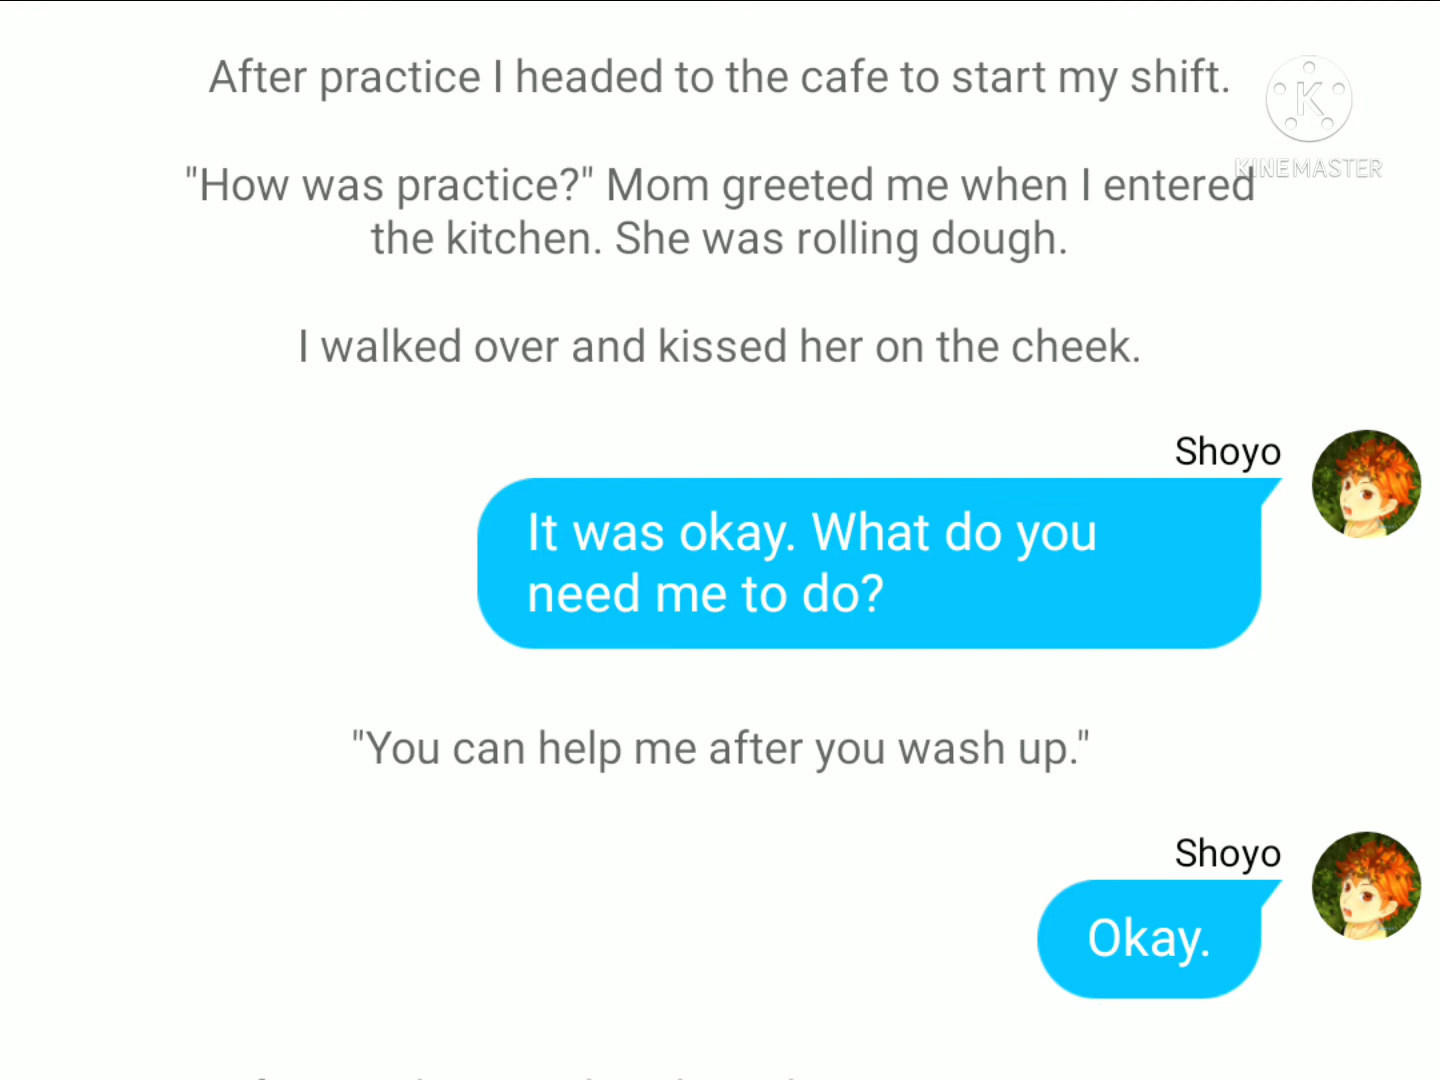 After practice I headed to the cafe to start my shift.
"How was practice?" Mom greeted me when I entered
the kitchen. She was rolling dough.
I walked over and kissed her on the cheek.
Shoyo
It was okay. What do you
need me to do?
"You can help me after you wash up."
Shoyo
Okay.
K
KINEMASTER